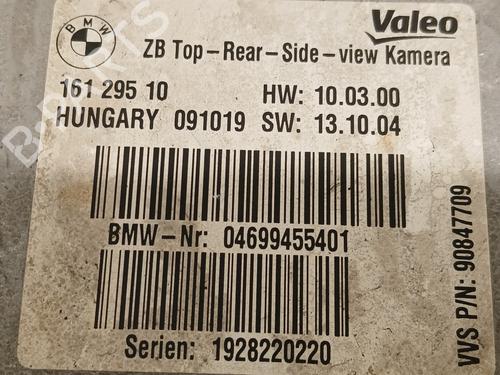 BMW
Valeo
ZB Top-Rear-Side-view Kamera
161 295 10 HW: 10.03.00
HUNGARY 091019 SW: 13.10.04
BMW-Nr: 04699455401
Serien: 1928220220
VVS P/N: 90847709